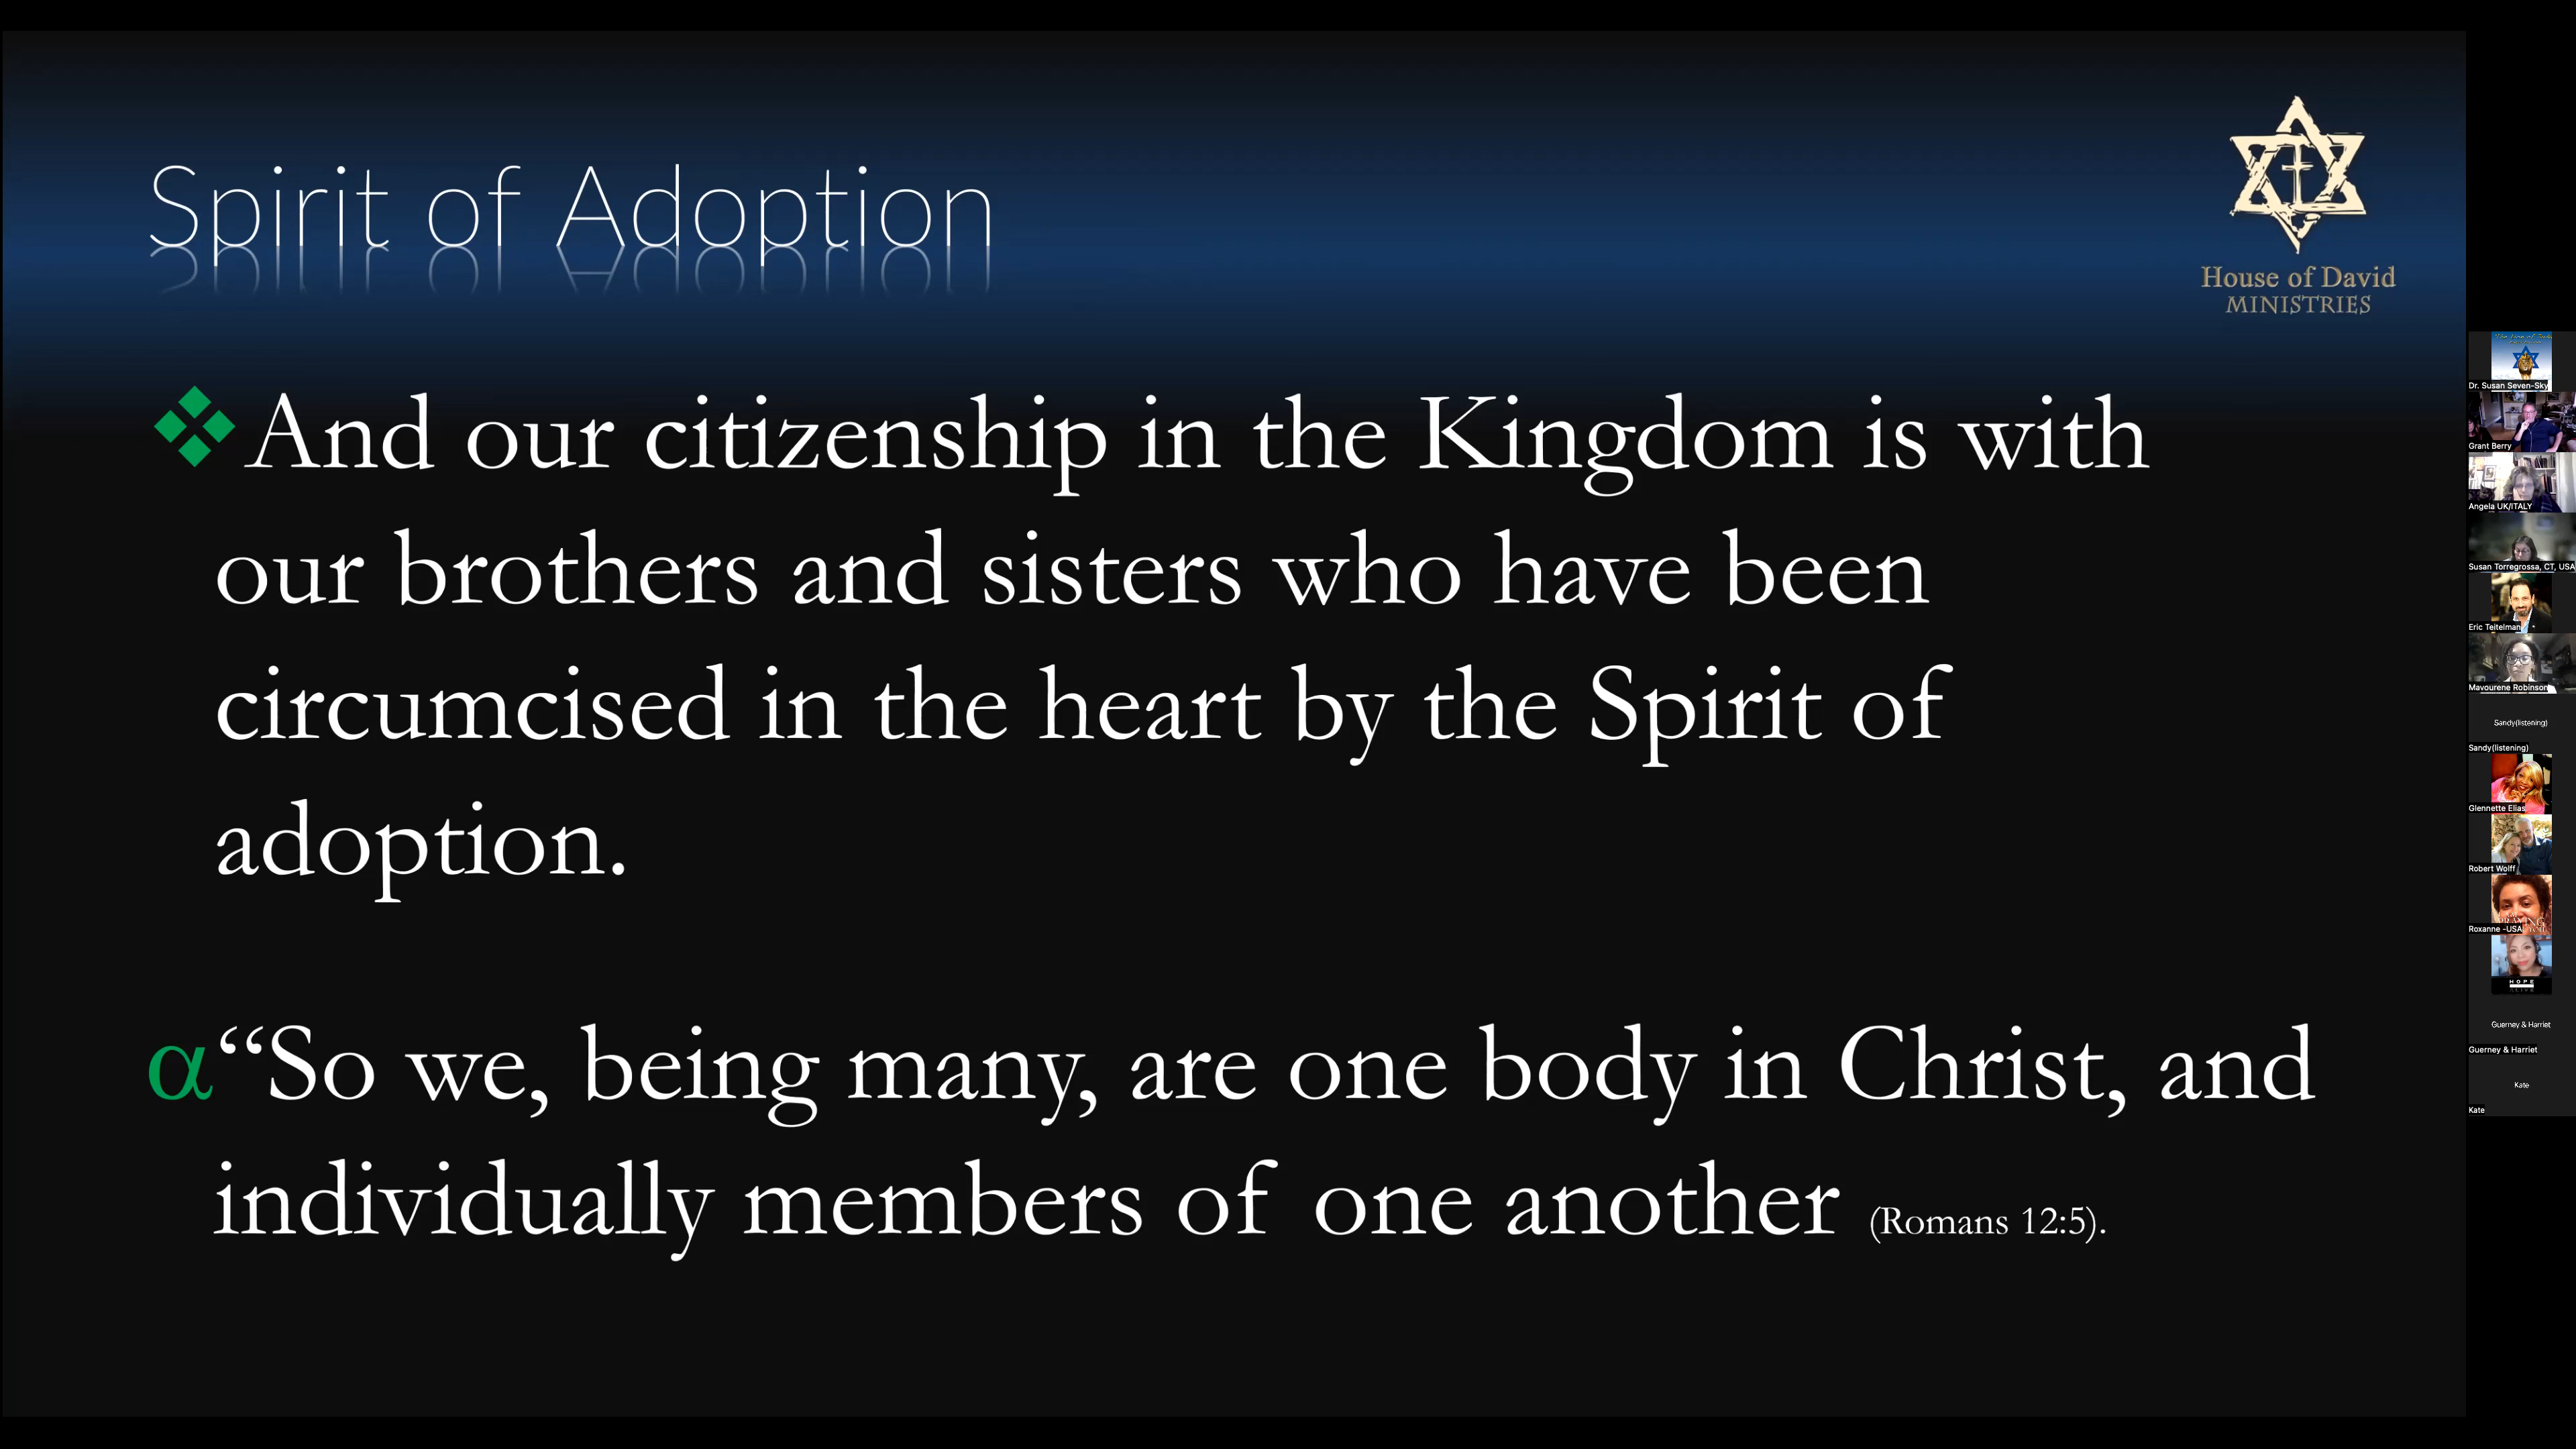 Spirit of Adoption
House of David
MINISTRIES
❖And our citizenship in the Kingdom is with
our brothers and sisters who have been
circumcised in the heart by the Spirit of
adoption.
α“So we, being many, are one body in Christ, and
individually members of one another (Romans 12:5).
Dr. Susan Seven-Sky
Grant Berry
Angela UK/ITALY
Susan Torregrossa, CT, USA
Eric Teitelman
Mavourene Robinson
Sandy(listening)
Sandy(listening)
Glennette Elias
Robert Wolff
Roxanne -USA
HOPE
Guerney & Harriet
Guerney & Harriet
Kate
Kate